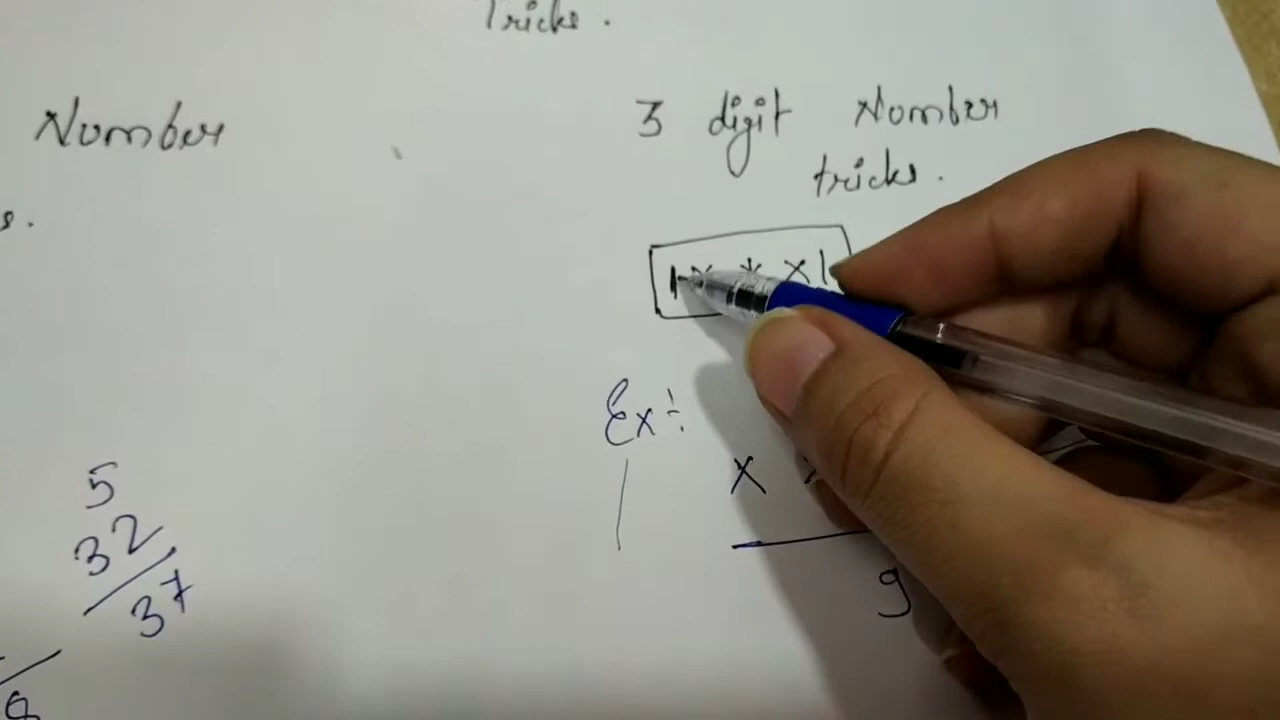 Tricks.
Number
3 digit Number
tricks.
s.
| x * x |
Ex:-
x
5
32
37
9